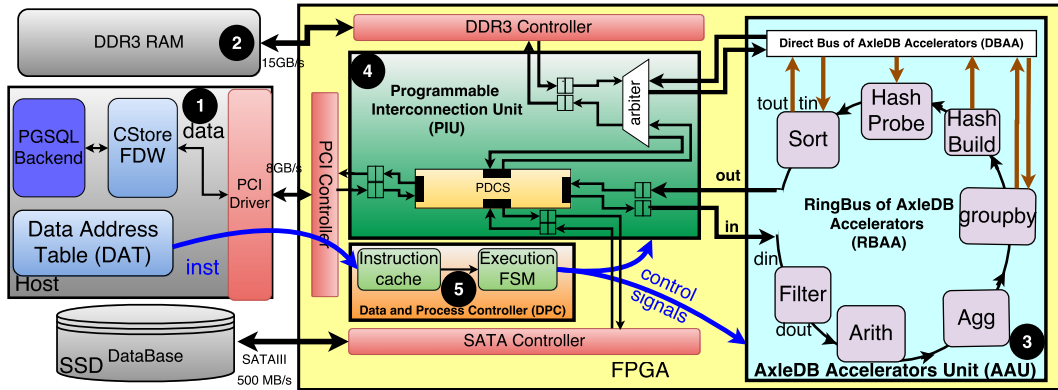 DDR3 RAM
2
15GB/s
DDR3 Controller
1
data
PGSQL
Backend
CStore
FDW
PCI
Driver
8GB/s
Data Address
Table (DAT)
inst
Host
PCI Controller
4
Programmable
Interconnection Unit
(PIU)
arbiter
PDCS
out
in
Instruction
cache
Execution
FSM
5
Data and Process Controller (DPC)
control
signals
SSD
DataBase
SATAIII
500 MB/s
SATA Controller
FPGA
Direct Bus of AxleDB Accelerators (DBAA)
tout
tin
Sort
Hash
Probe
Hash
Build
groupby
RingBus of AxleDB
Accelerators
(RBAA)
din
Filter
dout
Arith
Agg
3
AxleDB Accelerators Unit (AAU)